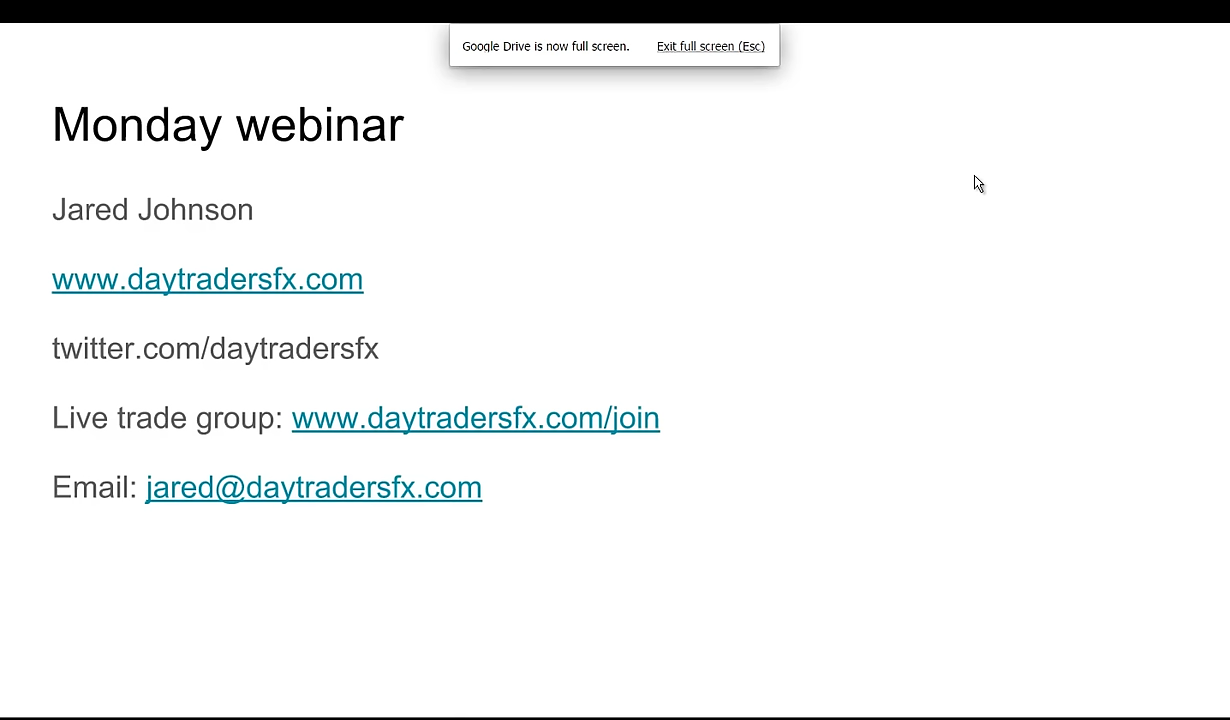 Google Drive is now full screen. Exit full screen (Esc)
Monday webinar
Jared Johnson
www.daytradersfx.com
twitter.com/daytradersfx
Live trade group: www.daytradersfx.com/join
Email: jared@daytradersfx.com